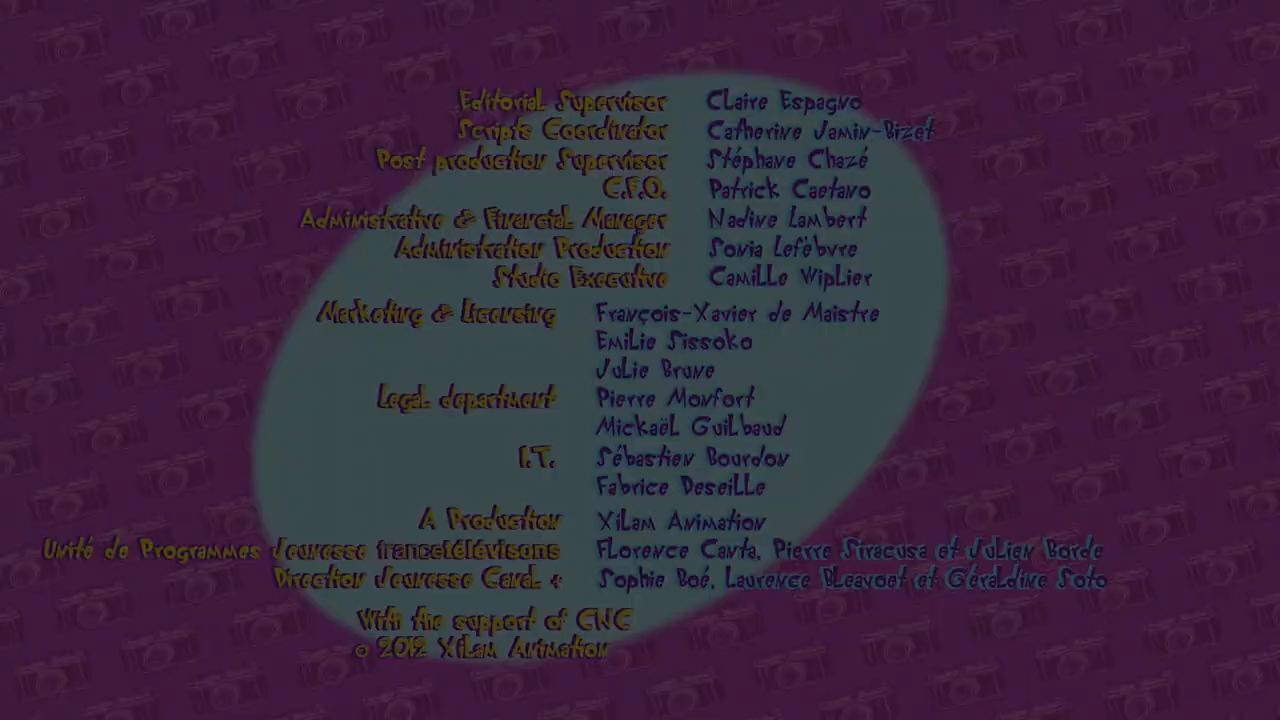 Editorial Supervisor Claire Espagno
Scripts Coordinator Catherine Jamin-Bizet
Post production Supervisor Stéphane Chazé
C.F.O. Patrick Caetano
Administrative & Financial Manager Nadine Lambert
Administration Production Sonia Lefèbvre
Studio Executive Camille Wiplier
Marketing & Licensing François-Xavier de Maistre
Emilie Sissoko
Julie Brune
Legal department Pierre Monfort
Mickaël Guilbaud
I.T. Sébastien Bourdon
Fabrice Deseille
A Production Xilam Animation
Unité de Programmes Jeunesse francetélévisons Florence Canta, Pierre Siracusa et Julien Borde
Direction Jeunesse Canal + Sophie Boé, Laurence Bleavoet et Géraldine Soto
With the support of CNC
© 2012 Xilam Animation